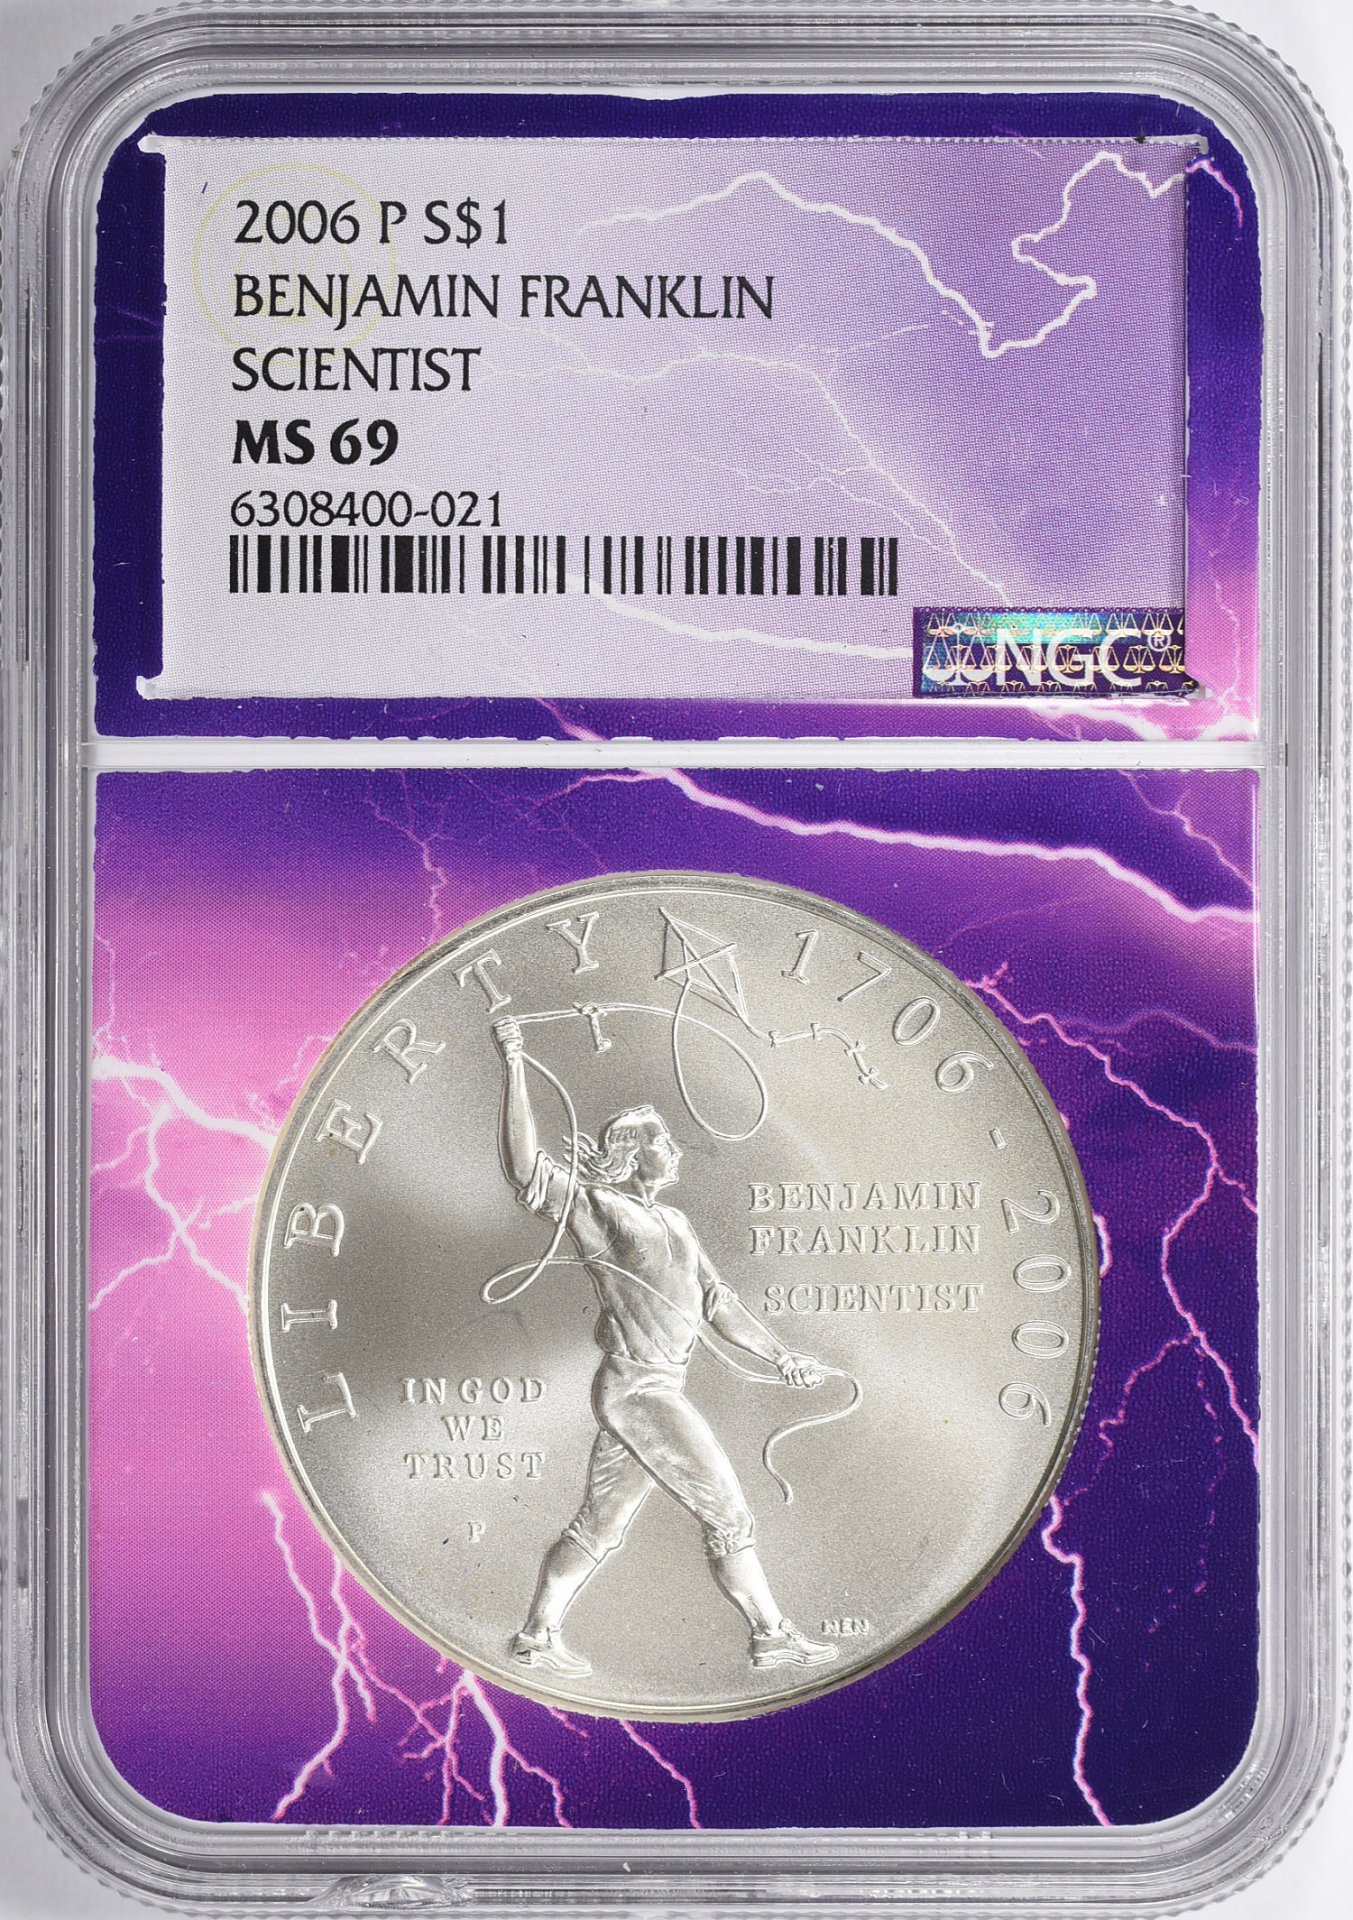 2006 P S$1
BENJAMIN FRANKLIN
SCIENTIST
MS 69
6308400-021
NGC®
LIBERTY 1706-2006
BENJAMIN
FRANKLIN
SCIENTIST
IN GOD
WE
TRUST
P
NEN